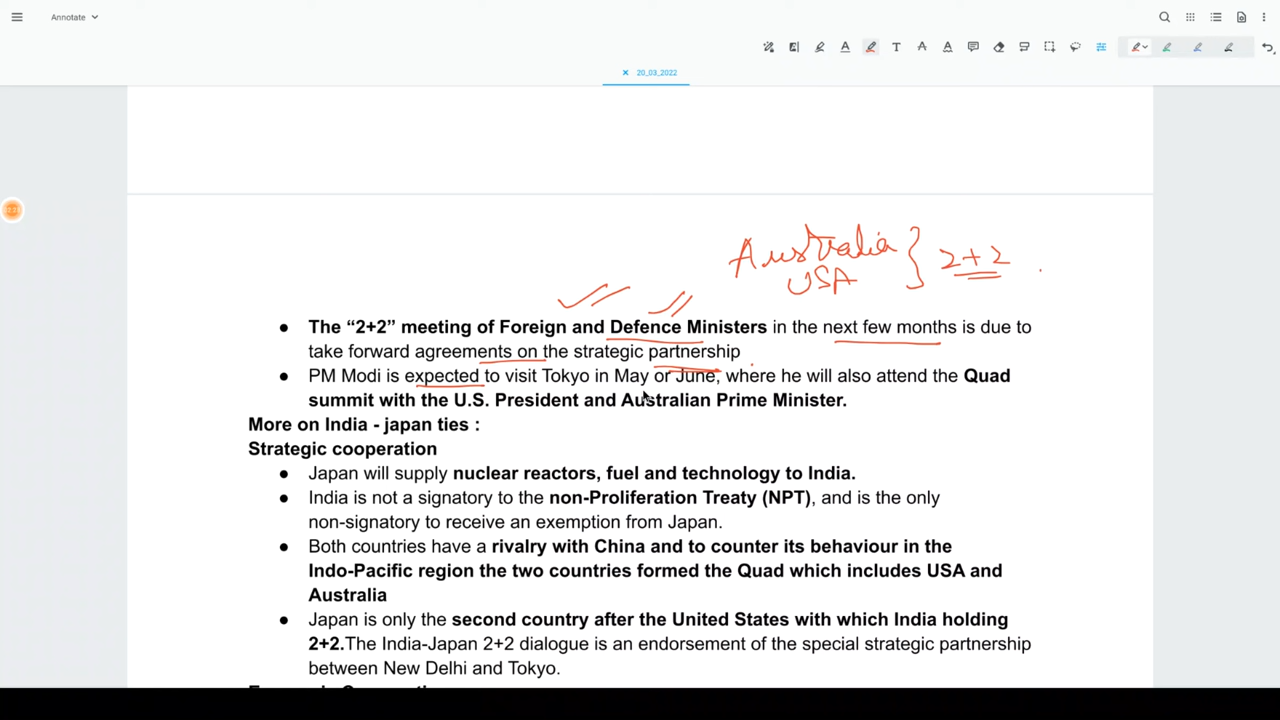 Annotate
20_03_2022
Australia } 2+2
USA
● The “2+2” meeting of Foreign and Defence Ministers in the next few months is due to
take forward agreements on the strategic partnership
● PM Modi is expected to visit Tokyo in May or June, where he will also attend the Quad
summit with the U.S. President and Australian Prime Minister.
More on India - japan ties :
Strategic cooperation
● Japan will supply nuclear reactors, fuel and technology to India.
● India is not a signatory to the non-Proliferation Treaty (NPT), and is the only
non-signatory to receive an exemption from Japan.
● Both countries have a rivalry with China and to counter its behaviour in the
Indo-Pacific region the two countries formed the Quad which includes USA and
Australia
● Japan is only the second country after the United States with which India holding
2+2.The India-Japan 2+2 dialogue is an endorsement of the special strategic partnership
between New Delhi and Tokyo.